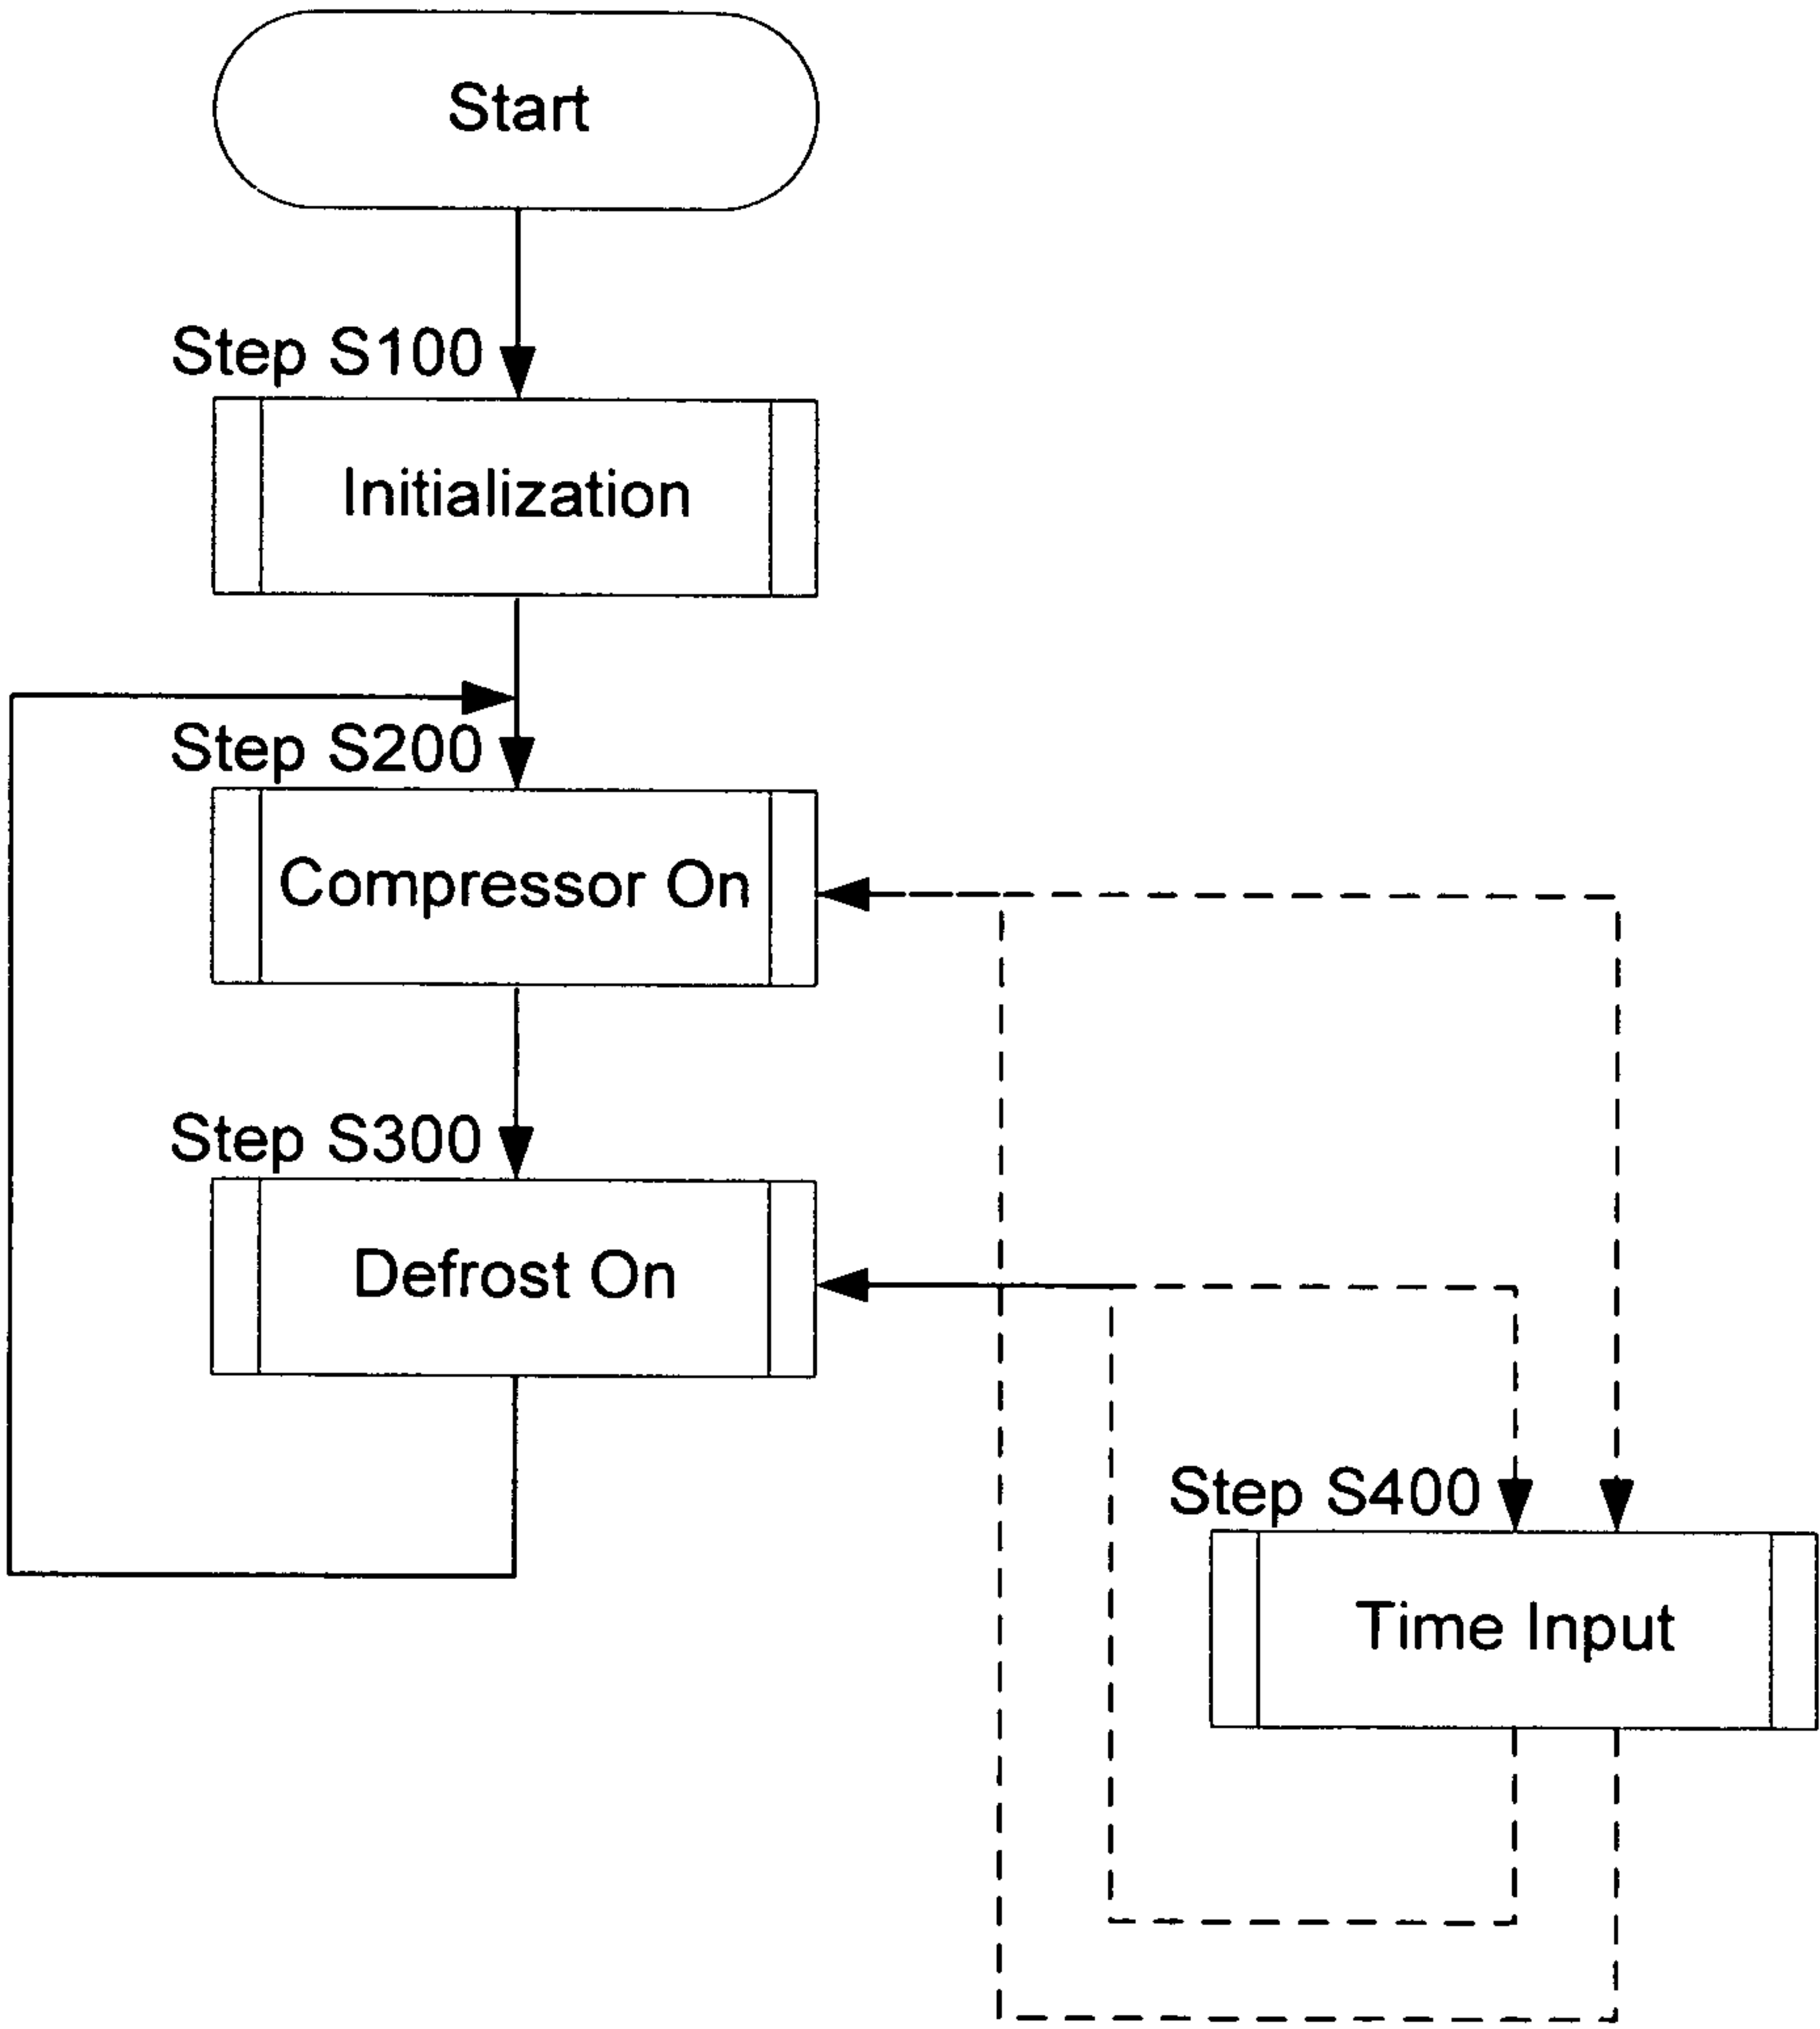 Start
Step S100
Initialization
Step S200
Compressor On
Step S300
Defrost On
Step S400
Time Input